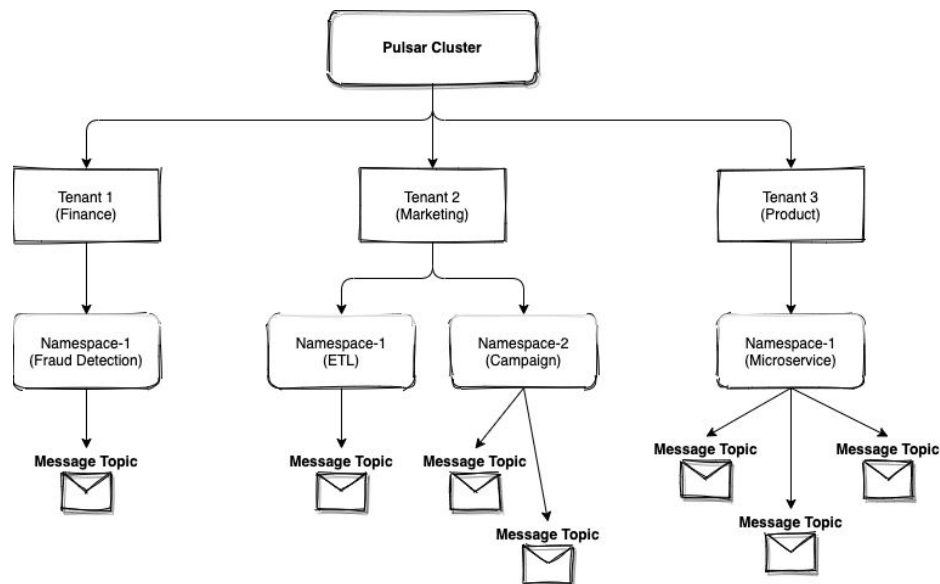 Pulsar Cluster
Tenant 1
(Finance)
Tenant 2
(Marketing)
Tenant 3
(Product)
Namespace-1
(Fraud Detection)
Namespace-1
(ETL)
Namespace-2
(Campaign)
Namespace-1
(Microservice)
Message Topic
Message Topic
Message Topic
Message Topic
Message Topic
Message Topic
Message Topic